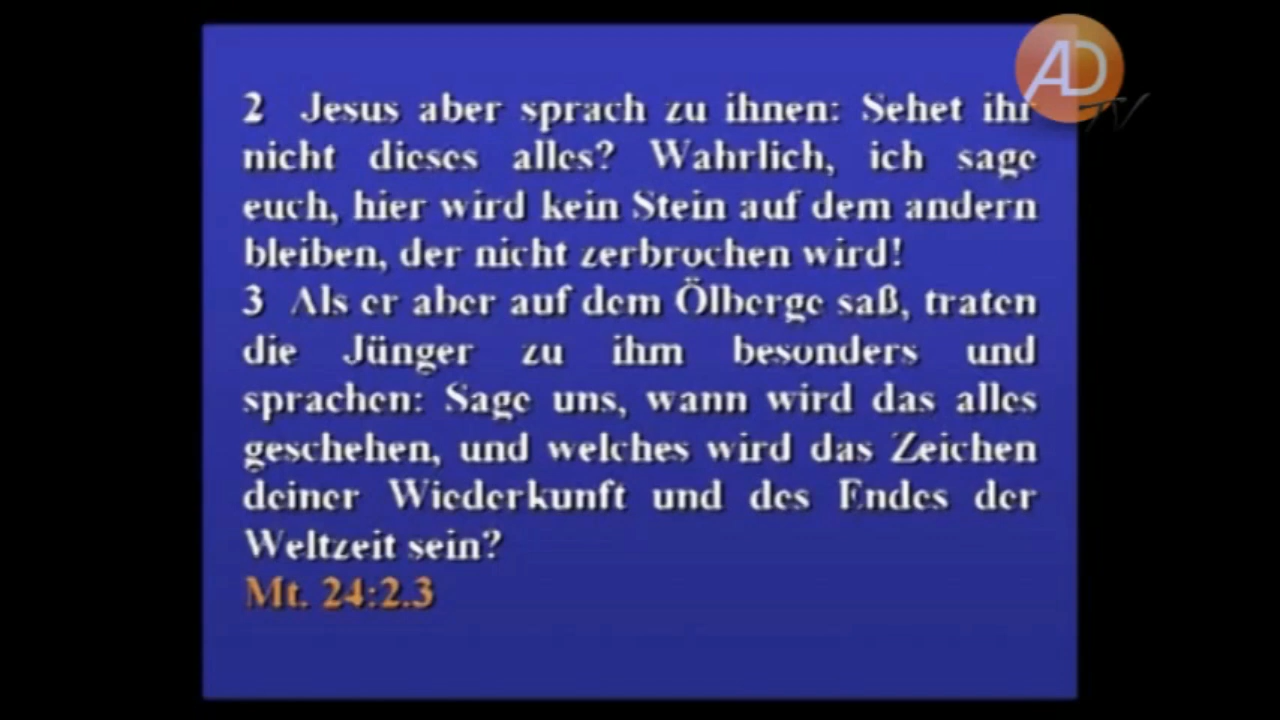 AD
TV
2 Jesus aber sprach zu ihnen: Sehet ihr
nicht dieses alles? Wahrlich, ich sage
euch, hier wird kein Stein auf dem andern
bleiben, der nicht zerbrochen wird!
3 Als er aber auf dem Ölberge saß, traten
die Jünger zu ihm besonders und
sprachen: Sage uns, wann wird das alles
geschehen, und welches wird das Zeichen
deiner Wiederkunft und des Endes der
Weltzeit sein?
Mt. 24:2.3